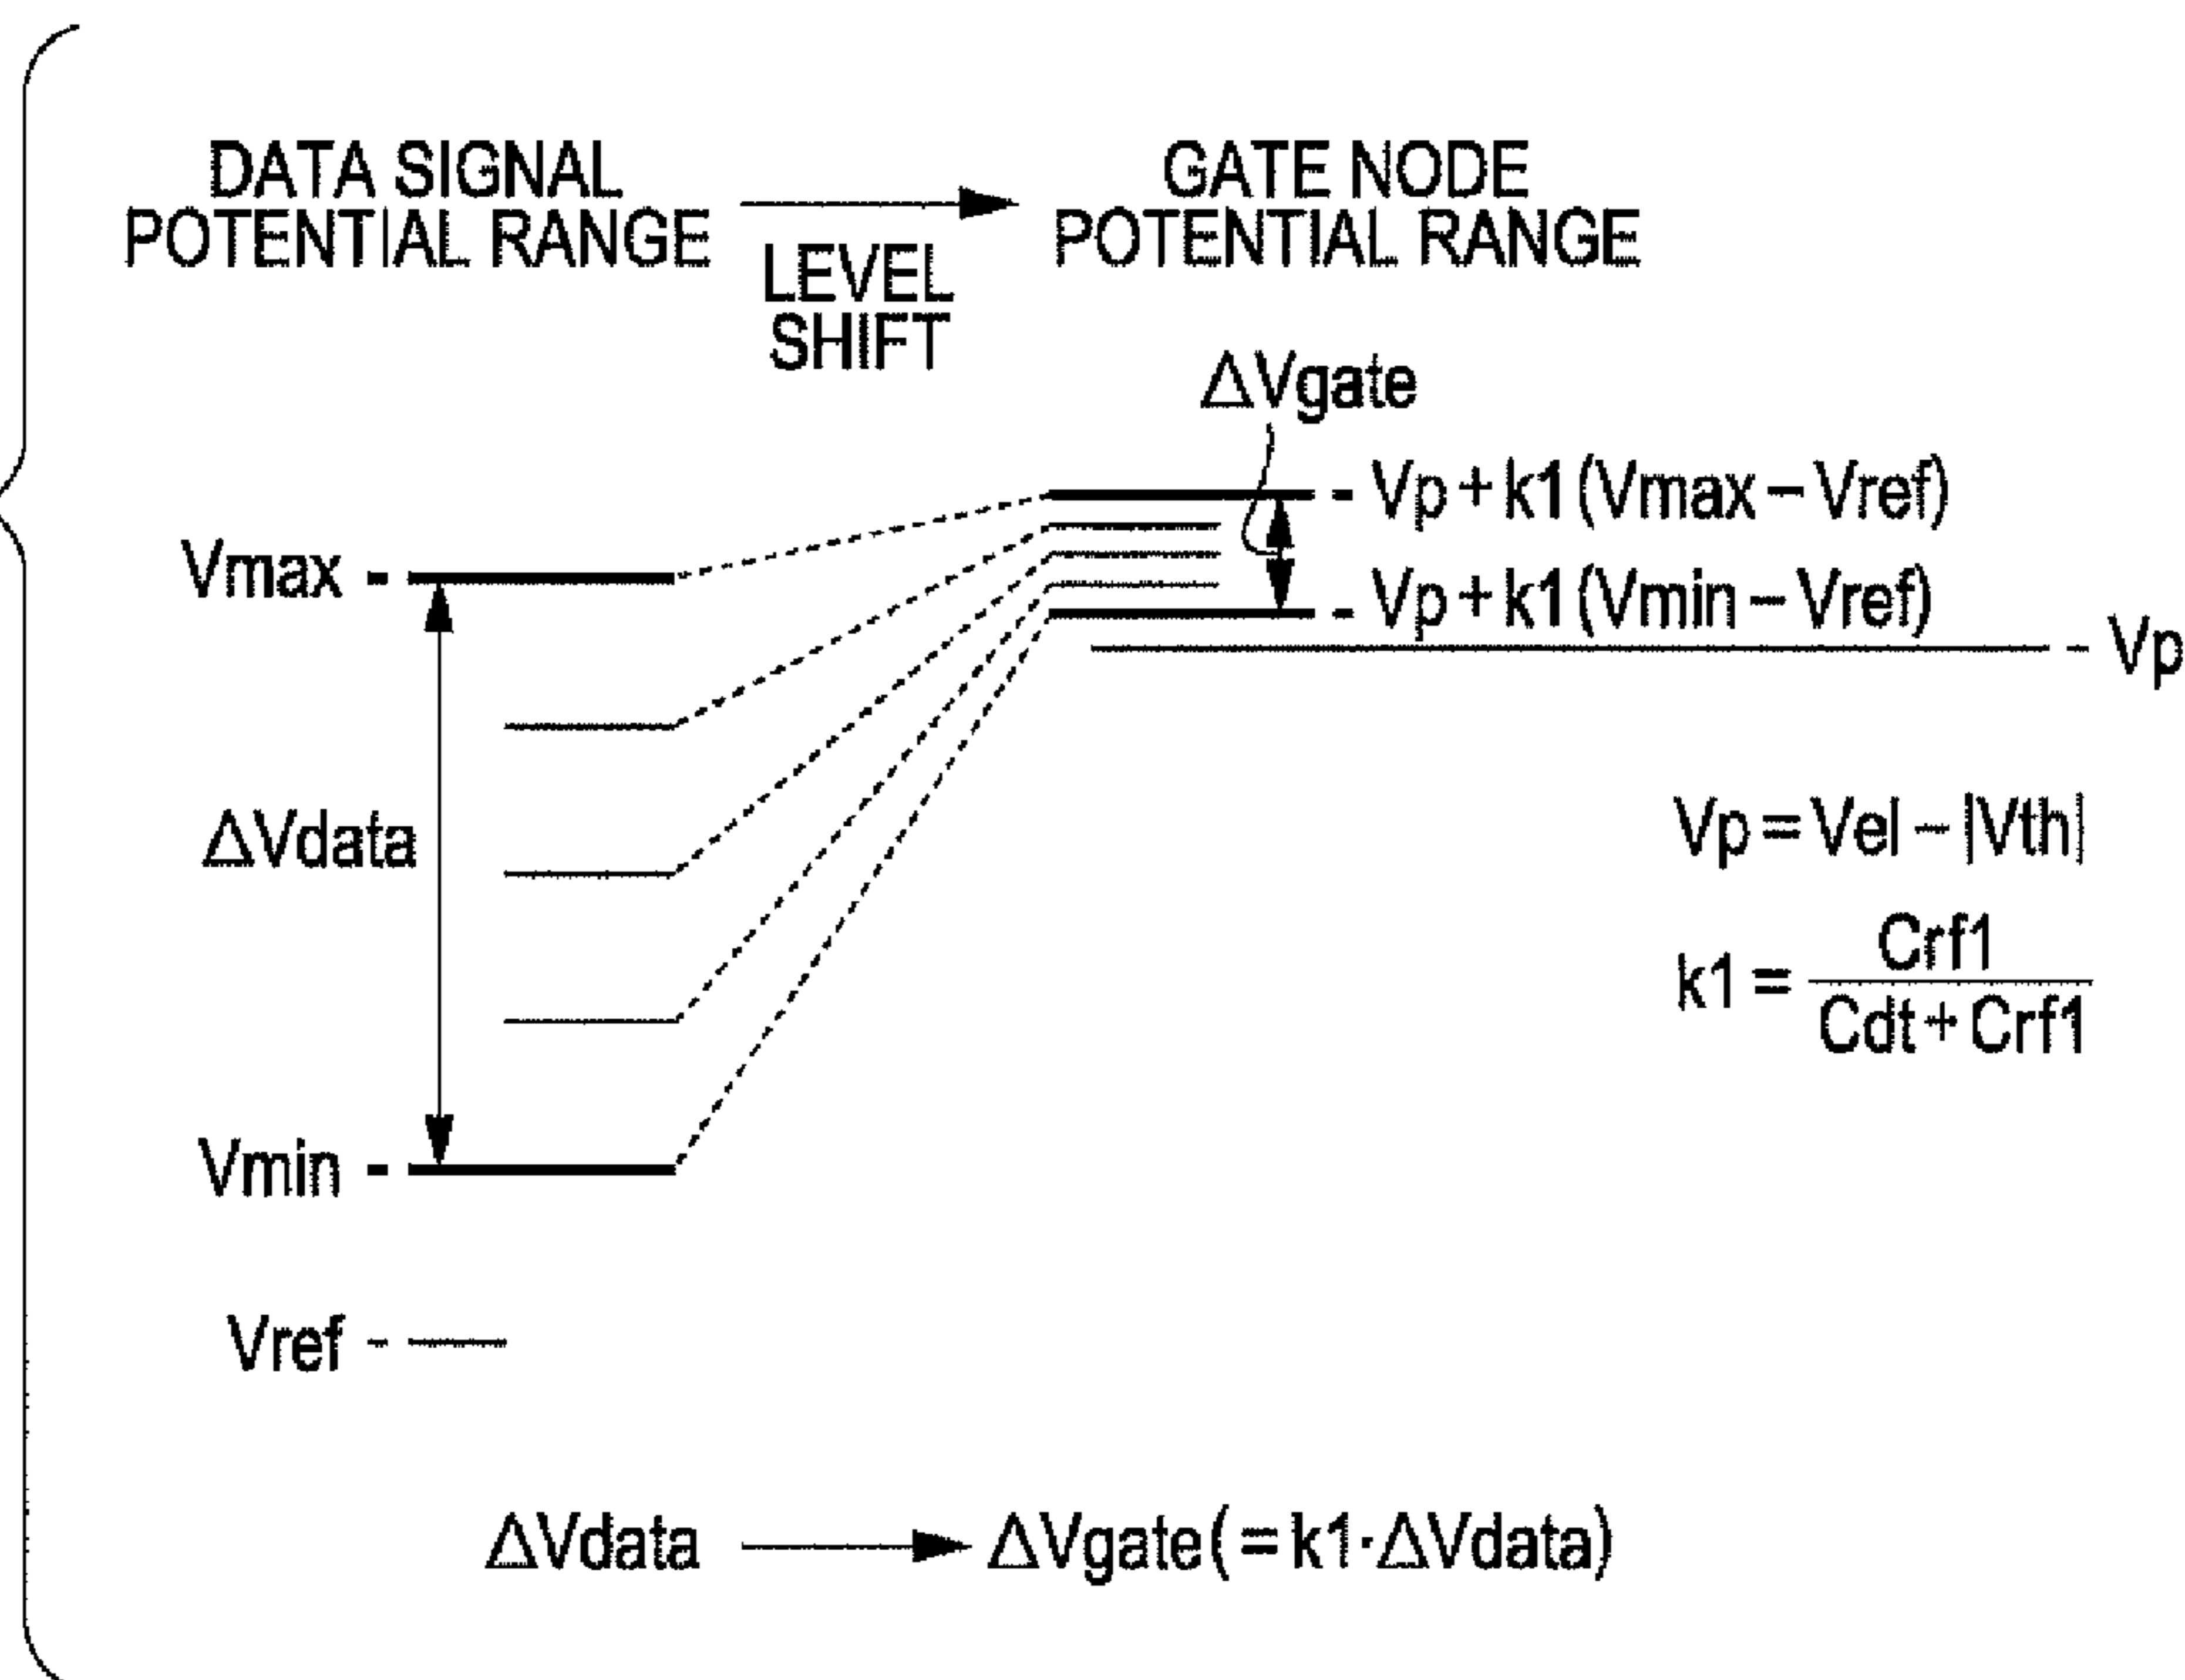 DATA SIGNAL
POTENTIAL RANGE
LEVEL
SHIFT
GATE NODE
POTENTIAL RANGE
ΔVgate
Vp + k1 (Vmax − Vref)
Vmax
Vp + k1 (Vmin − Vref)
Vp
ΔVdata
Vp = Vel − |Vth|
k1 = Crf1
Cdt + Crf1
Vmin
Vref
ΔVdata
ΔVgate (= k1 · ΔVdata)